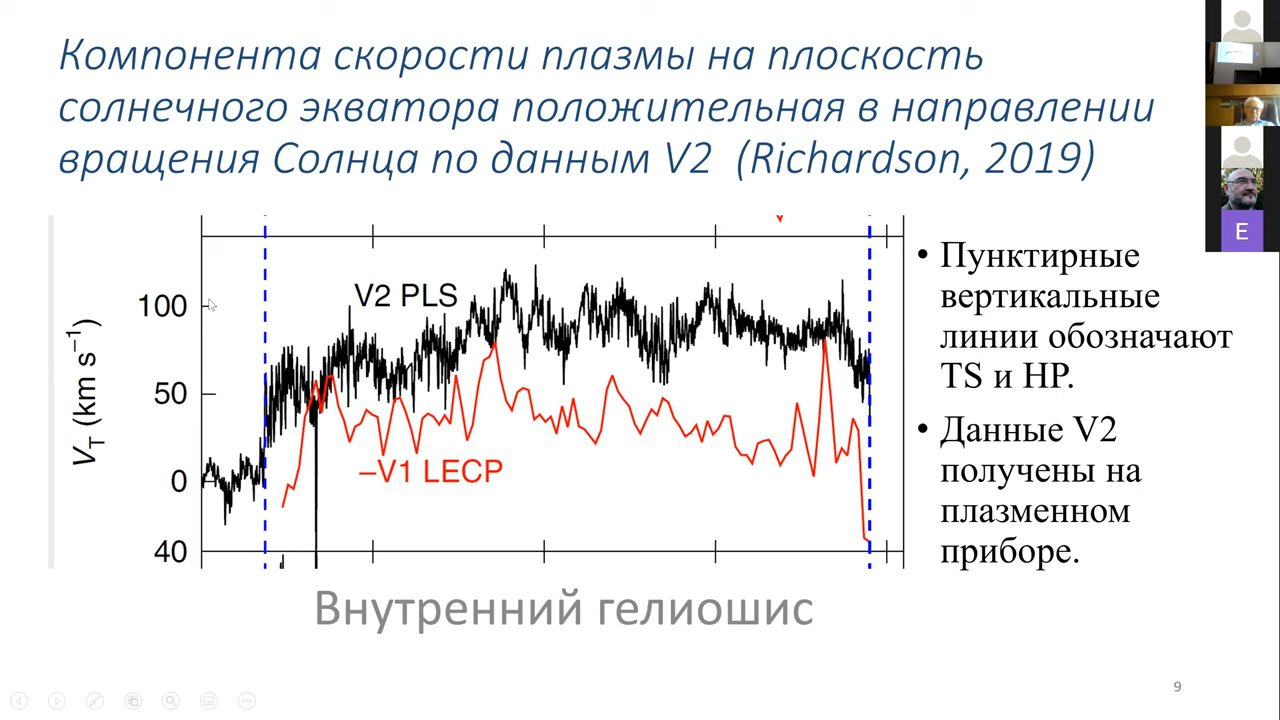 Компонента скорости плазмы на плоскость
солнечного экватора положительная в направлении
вращения Солнца по данным V2 (Richardson, 2019)
E
V2 PLS
100
50
0
40
V_T (km s⁻¹)
–V1 LECP
• Пунктирные
вертикальные
линии обозначают
TS и HP.
• Данные V2
получены на
плазменном
приборе.
Внутренний гелиошис
9